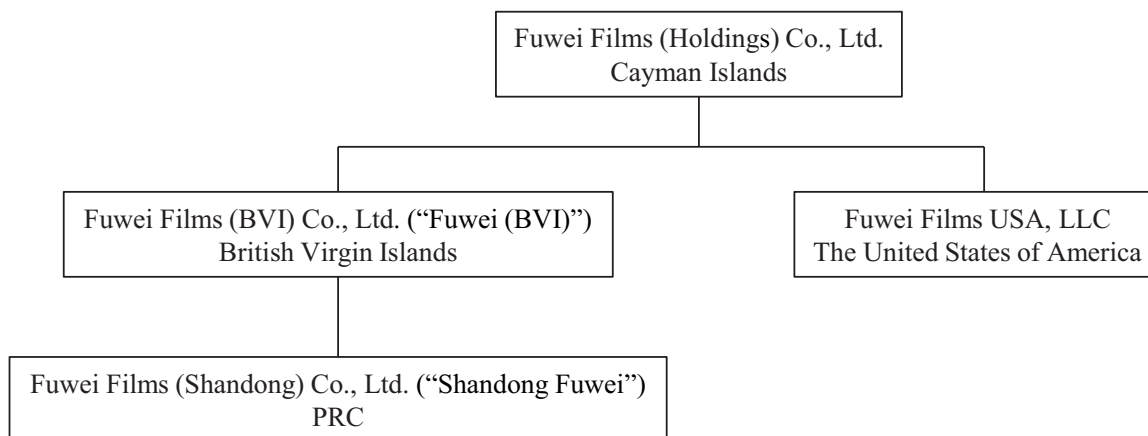 Fuwei Films (Holdings) Co., Ltd.
Cayman Islands
Fuwei Films (BVI) Co., Ltd. (“Fuwei (BVI)”)
British Virgin Islands
Fuwei Films USA, LLC
The United States of America
Fuwei Films (Shandong) Co., Ltd. (“Shandong Fuwei”)
PRC